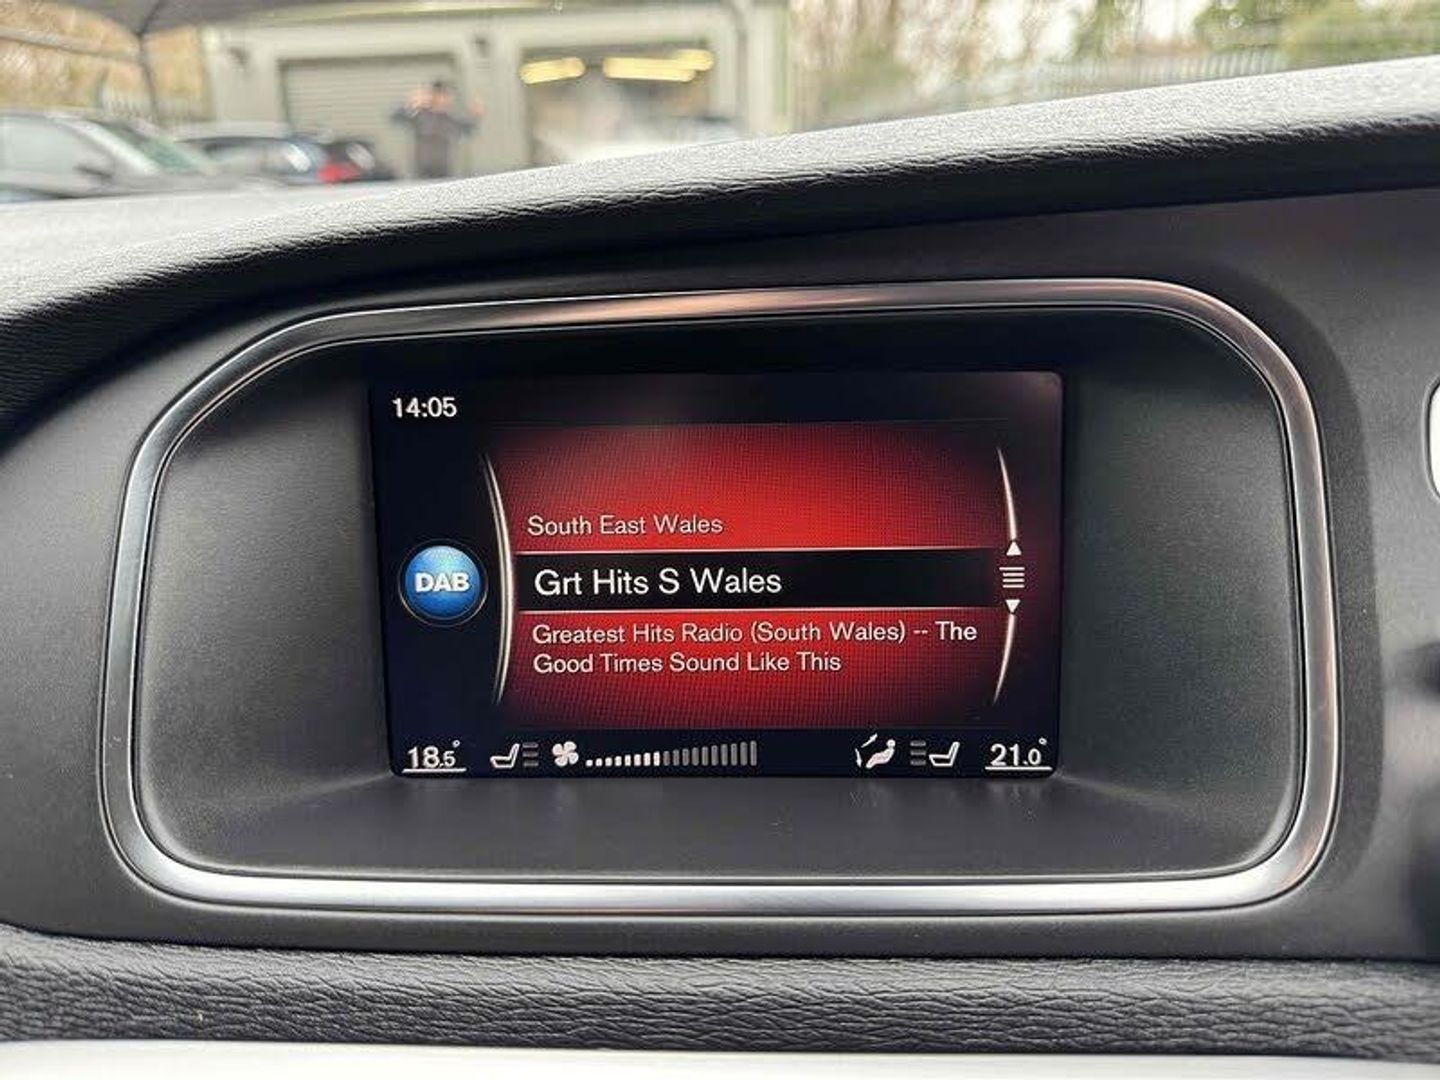 14:05
South East Wales
DAB
Grt Hits S Wales
Greatest Hits Radio (South Wales) -- The
Good Times Sound Like This
18.5°
21.0°